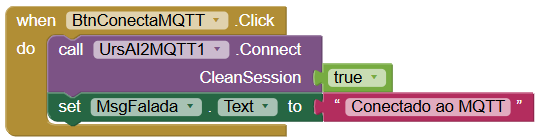 when BtnConectaMQTT .Click
do call UrsAI2MQTT1 .Connect
CleanSession true
set MsgFalada . Text to " Conectado ao MQTT "